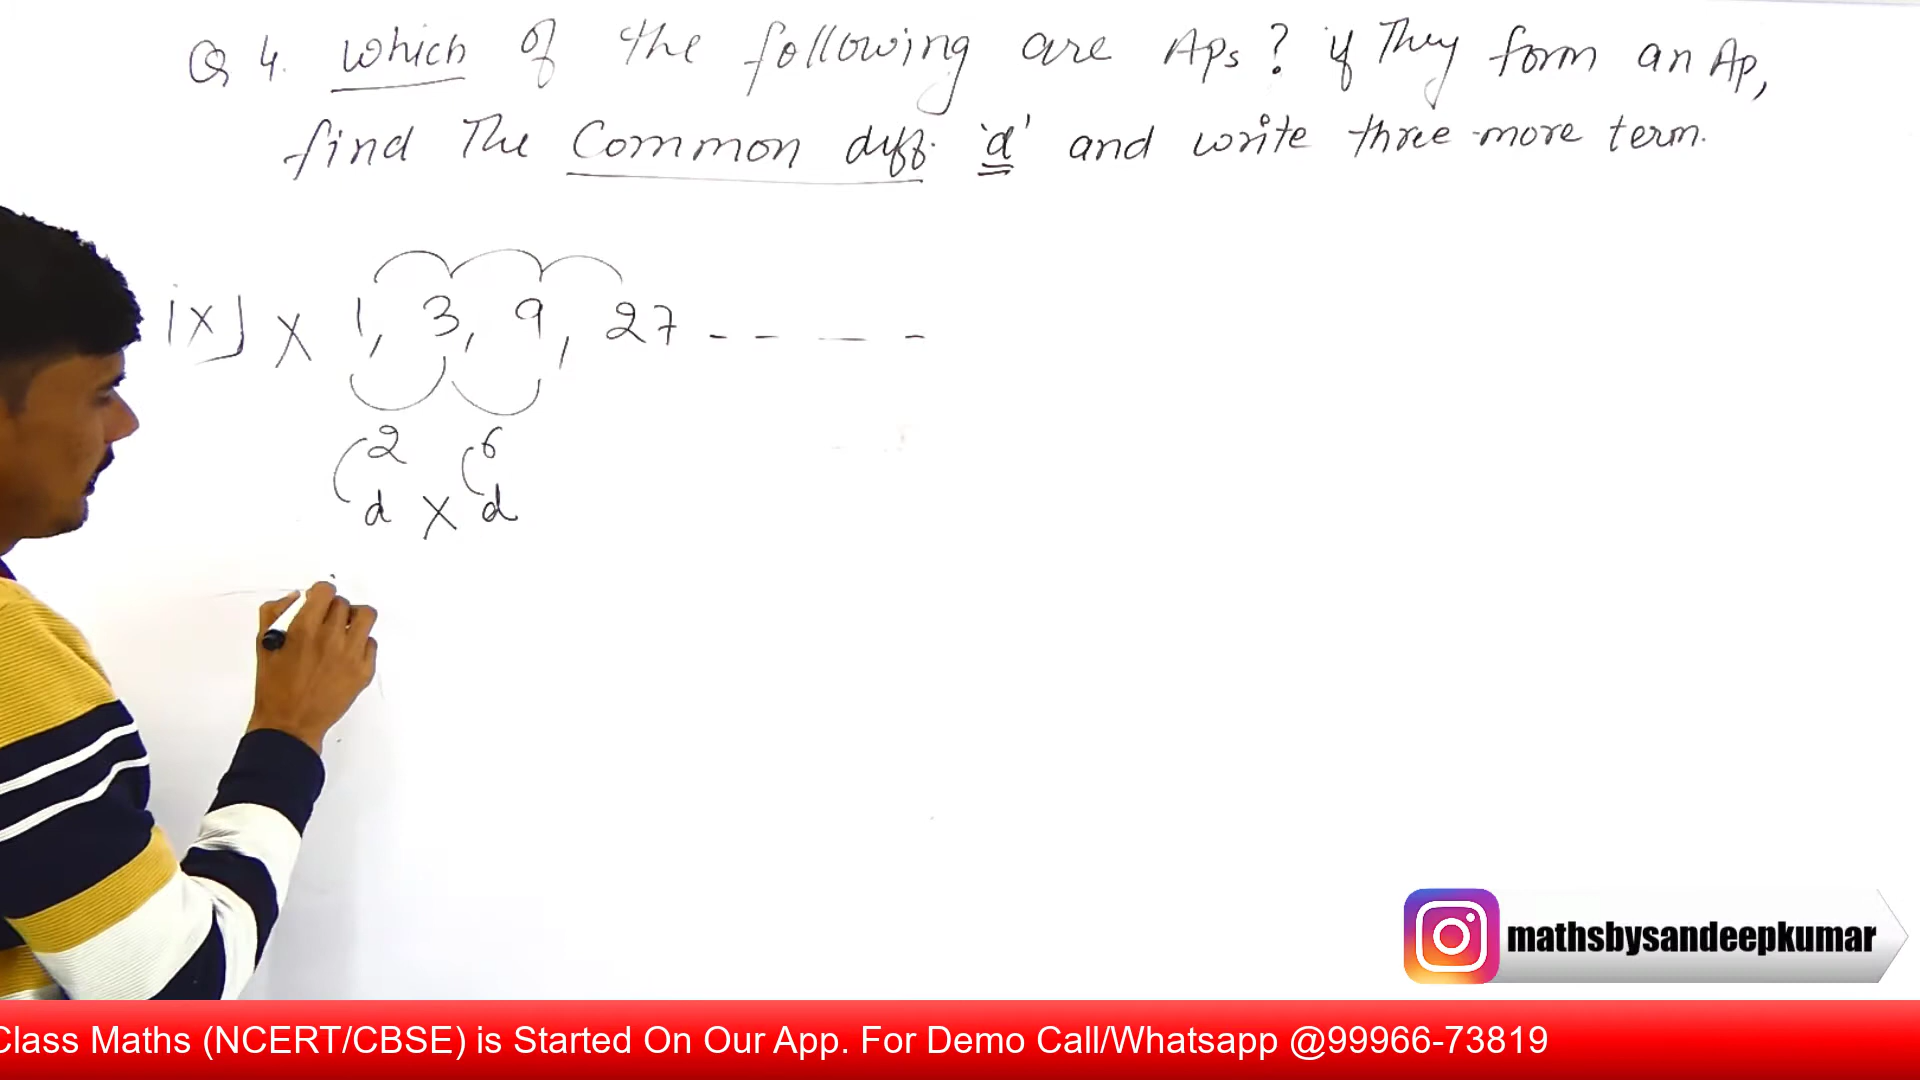 Q 4. Which of the following are Aps? if They form an Ap,
find The Common diff. 'd' and write three more term.
ix] X 1, 3, 9, 27 - - - -
2 6
d X d
mathsbysandeepkumar
Class Maths (NCERT/CBSE) is Started On Our App. For Demo Call/Whatsapp @99966-73819